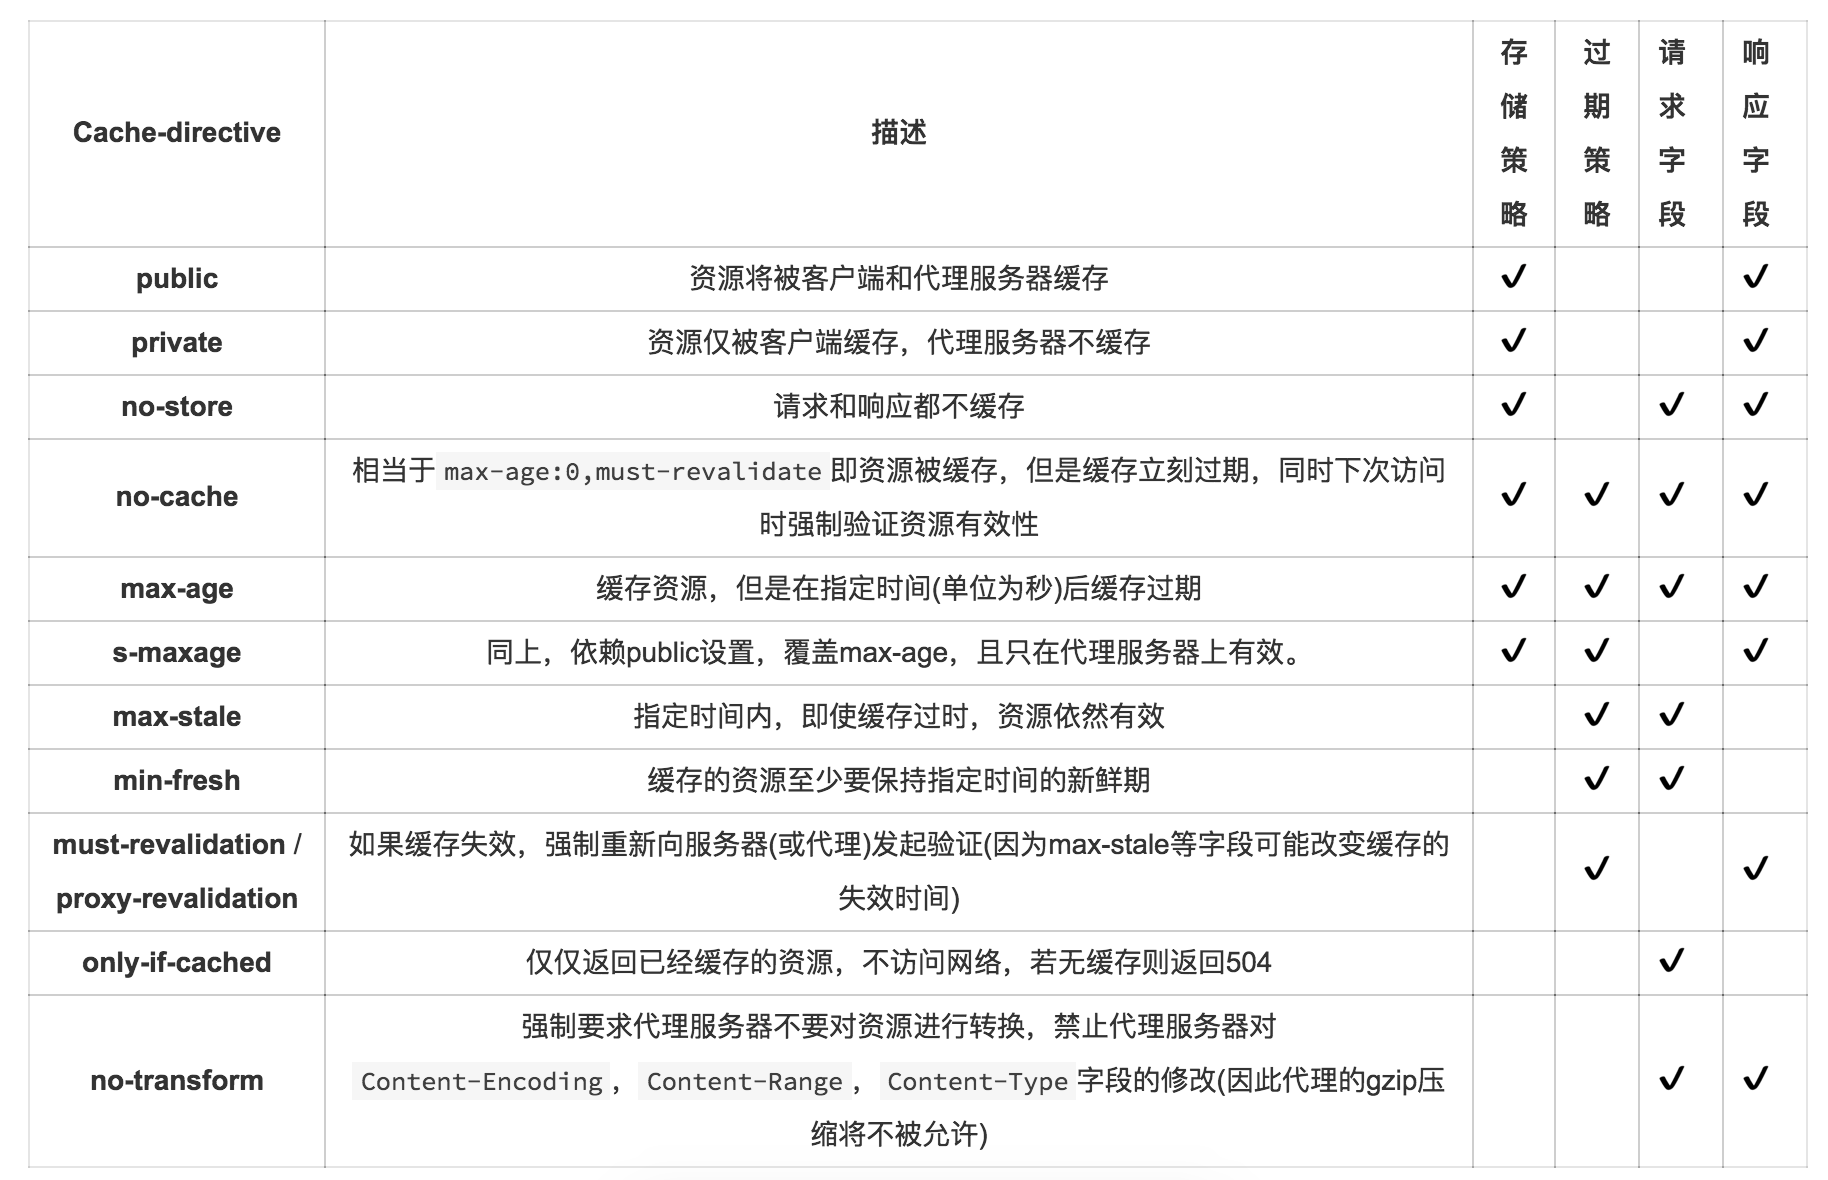 Cache-directive
描述
存储策略
过期策略
请求字段
响应字段
public
资源将被客户端和代理服务器缓存
✔ ✔
private
资源仅被客户端缓存，代理服务器不缓存
✔ ✔
no-store
请求和响应都不缓存
✔ ✔ ✔
no-cache
相当于 max-age:0,must-revalidate 即资源被缓存，但是缓存立刻过期，同时下次访问
时强制验证资源有效性
✔ ✔ ✔ ✔
max-age
缓存资源，但是在指定时间(单位为秒)后缓存过期
✔ ✔ ✔ ✔
s-maxage
同上，依赖public设置，覆盖max-age，且只在代理服务器上有效。
✔ ✔ ✔
max-stale
指定时间内，即使缓存过时，资源依然有效
✔ ✔
min-fresh
缓存的资源至少要保持指定时间的新鲜期
✔ ✔
must-revalidation /
proxy-revalidation
如果缓存失效，强制重新向服务器(或代理)发起验证(因为max-stale等字段可能改变缓存的
失效时间)
✔ ✔
only-if-cached
仅仅返回已经缓存的资源，不访问网络，若无缓存则返回504
✔
no-transform
强制要求代理服务器不要对资源进行转换，禁止代理服务器对
Content-Encoding ， Content-Range ， Content-Type 字段的修改(因此代理的gzip压
缩将不被允许)
✔ ✔